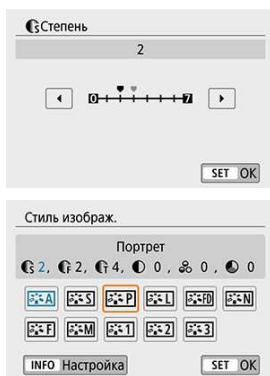 Степень
2
0 7
SET OK
Стиль изображ.
Портрет
S 2, F 2, T 4, 0, 0, 0
A S P L FD N
F M 1 2 3
INFO Настройка SET OK